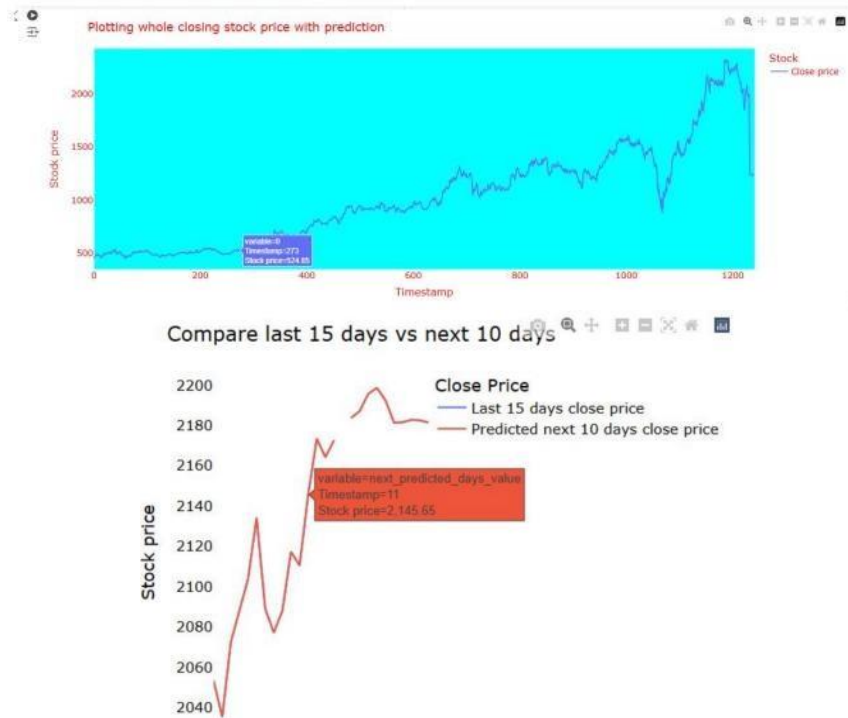 Plotting whole closing stock price with prediction
Stock
Close price
2000
1500
1000
500
Stock price
variable=0
Timestamp=273
Stock price=524.85
0 200 400 600 800 1000 1200
Timestamp
Compare last 15 days vs next 10 days
Close Price
Last 15 days close price
Predicted next 10 days close price
2200
2180
2160
2140
2120
2100
2080
2060
2040
Stock price
variable=next_predicted_days_value
Timestamp=11
Stock price=2,145.65